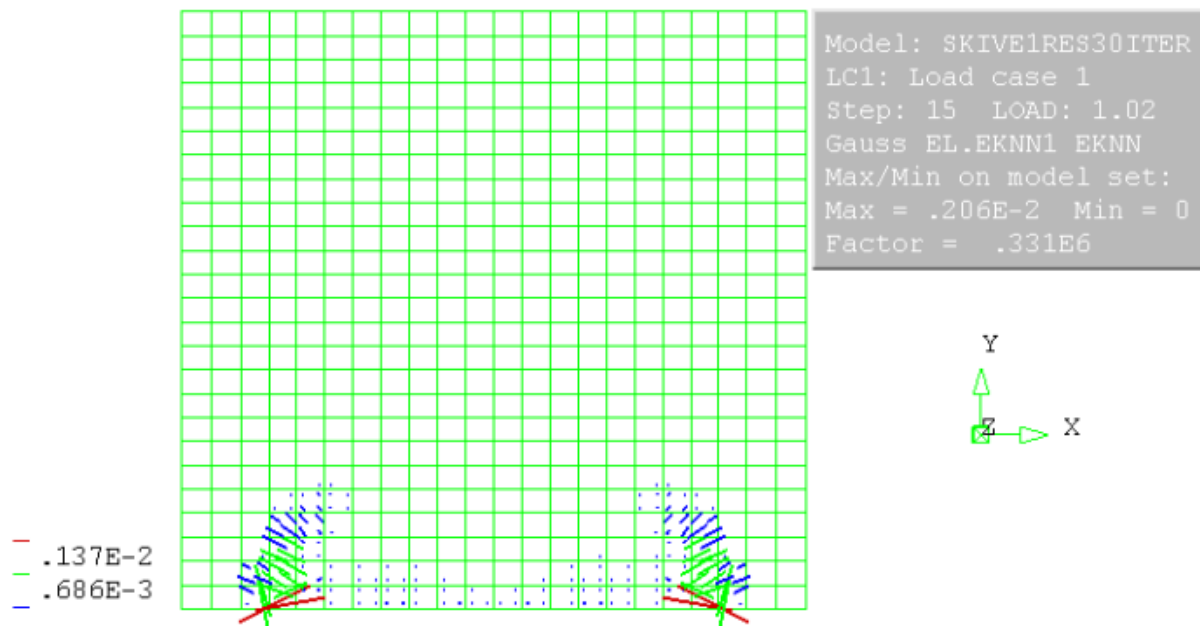 Model: SKIVE1RES30ITER
LC1: Load case 1
Step: 15 LOAD: 1.02
Gauss EL.EKNN1 EKNN
Max/Min on model set:
Max = .206E-2 Min = 0
Factor = .331E6
Y
Z
X
.137E-2
.686E-3